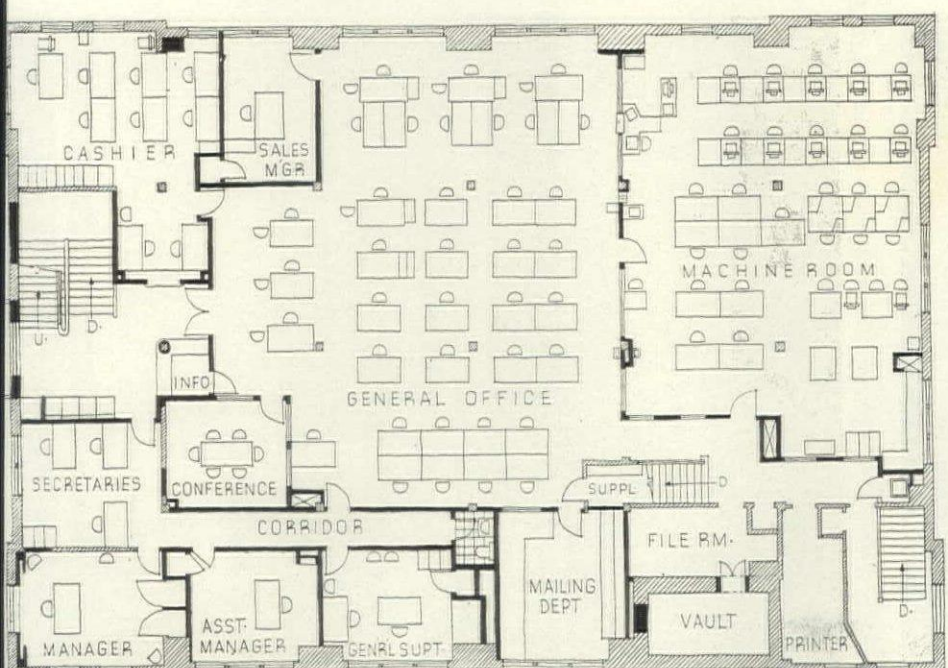 CASHIER
SALES
M'GR
MACHINE ROOM
U.
D.
INFO
GENERAL OFFICE
SECRETARIES
CONFERENCE
SUPPL
D
CORRIDOR
FILE RM.
MAILING
DEPT
VAULT
D.
MANAGER
ASST.
MANAGER
GENRL SUPT.
PRINTER